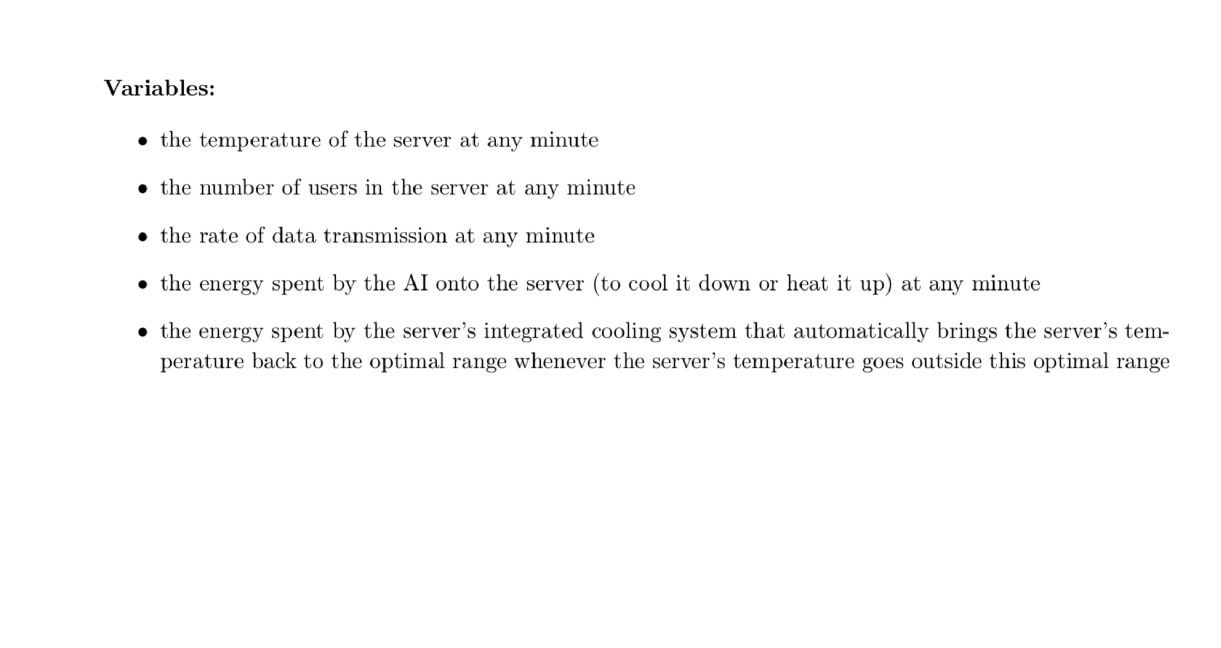 Variables:
• the temperature of the server at any minute
• the number of users in the server at any minute
• the rate of data transmission at any minute
• the energy spent by the AI onto the server (to cool it down or heat it up) at any minute
• the energy spent by the server's integrated cooling system that automatically brings the server's tem-
perature back to the optimal range whenever the server's temperature goes outside this optimal range